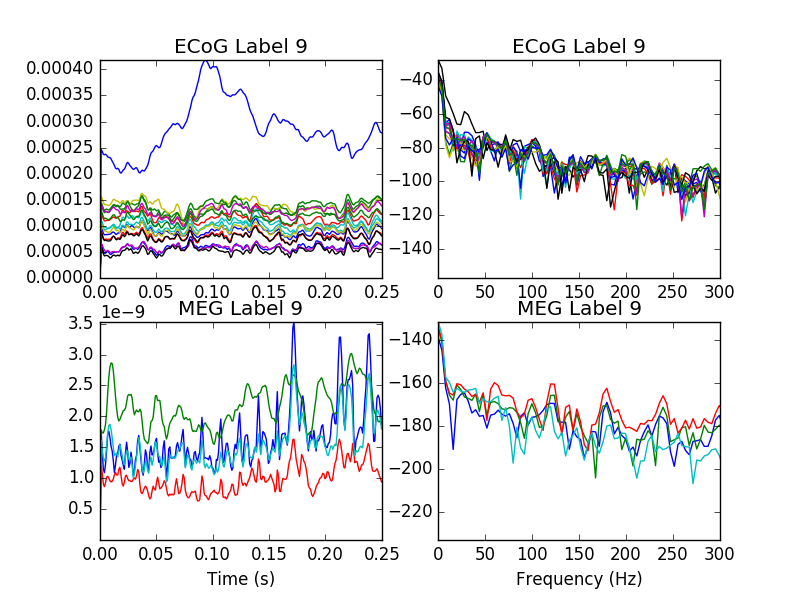 ECoG Label 9
ECoG Label 9
0.00040
0.00035
0.00030
0.00025
0.00020
0.00015
0.00010
0.00005
0.00000
0.00 0.05 0.10 0.15 0.20 0.25
−40
−60
−80
−100
−120
−140
0 50 100 150 200 250 300
MEG Label 9
MEG Label 9
1e−9
3.5
3.0
2.5
2.0
1.5
1.0
0.5
0.00 0.05 0.10 0.15 0.20 0.25
Time (s)
−140
−160
−180
−200
−220
0 50 100 150 200 250 300
Frequency (Hz)